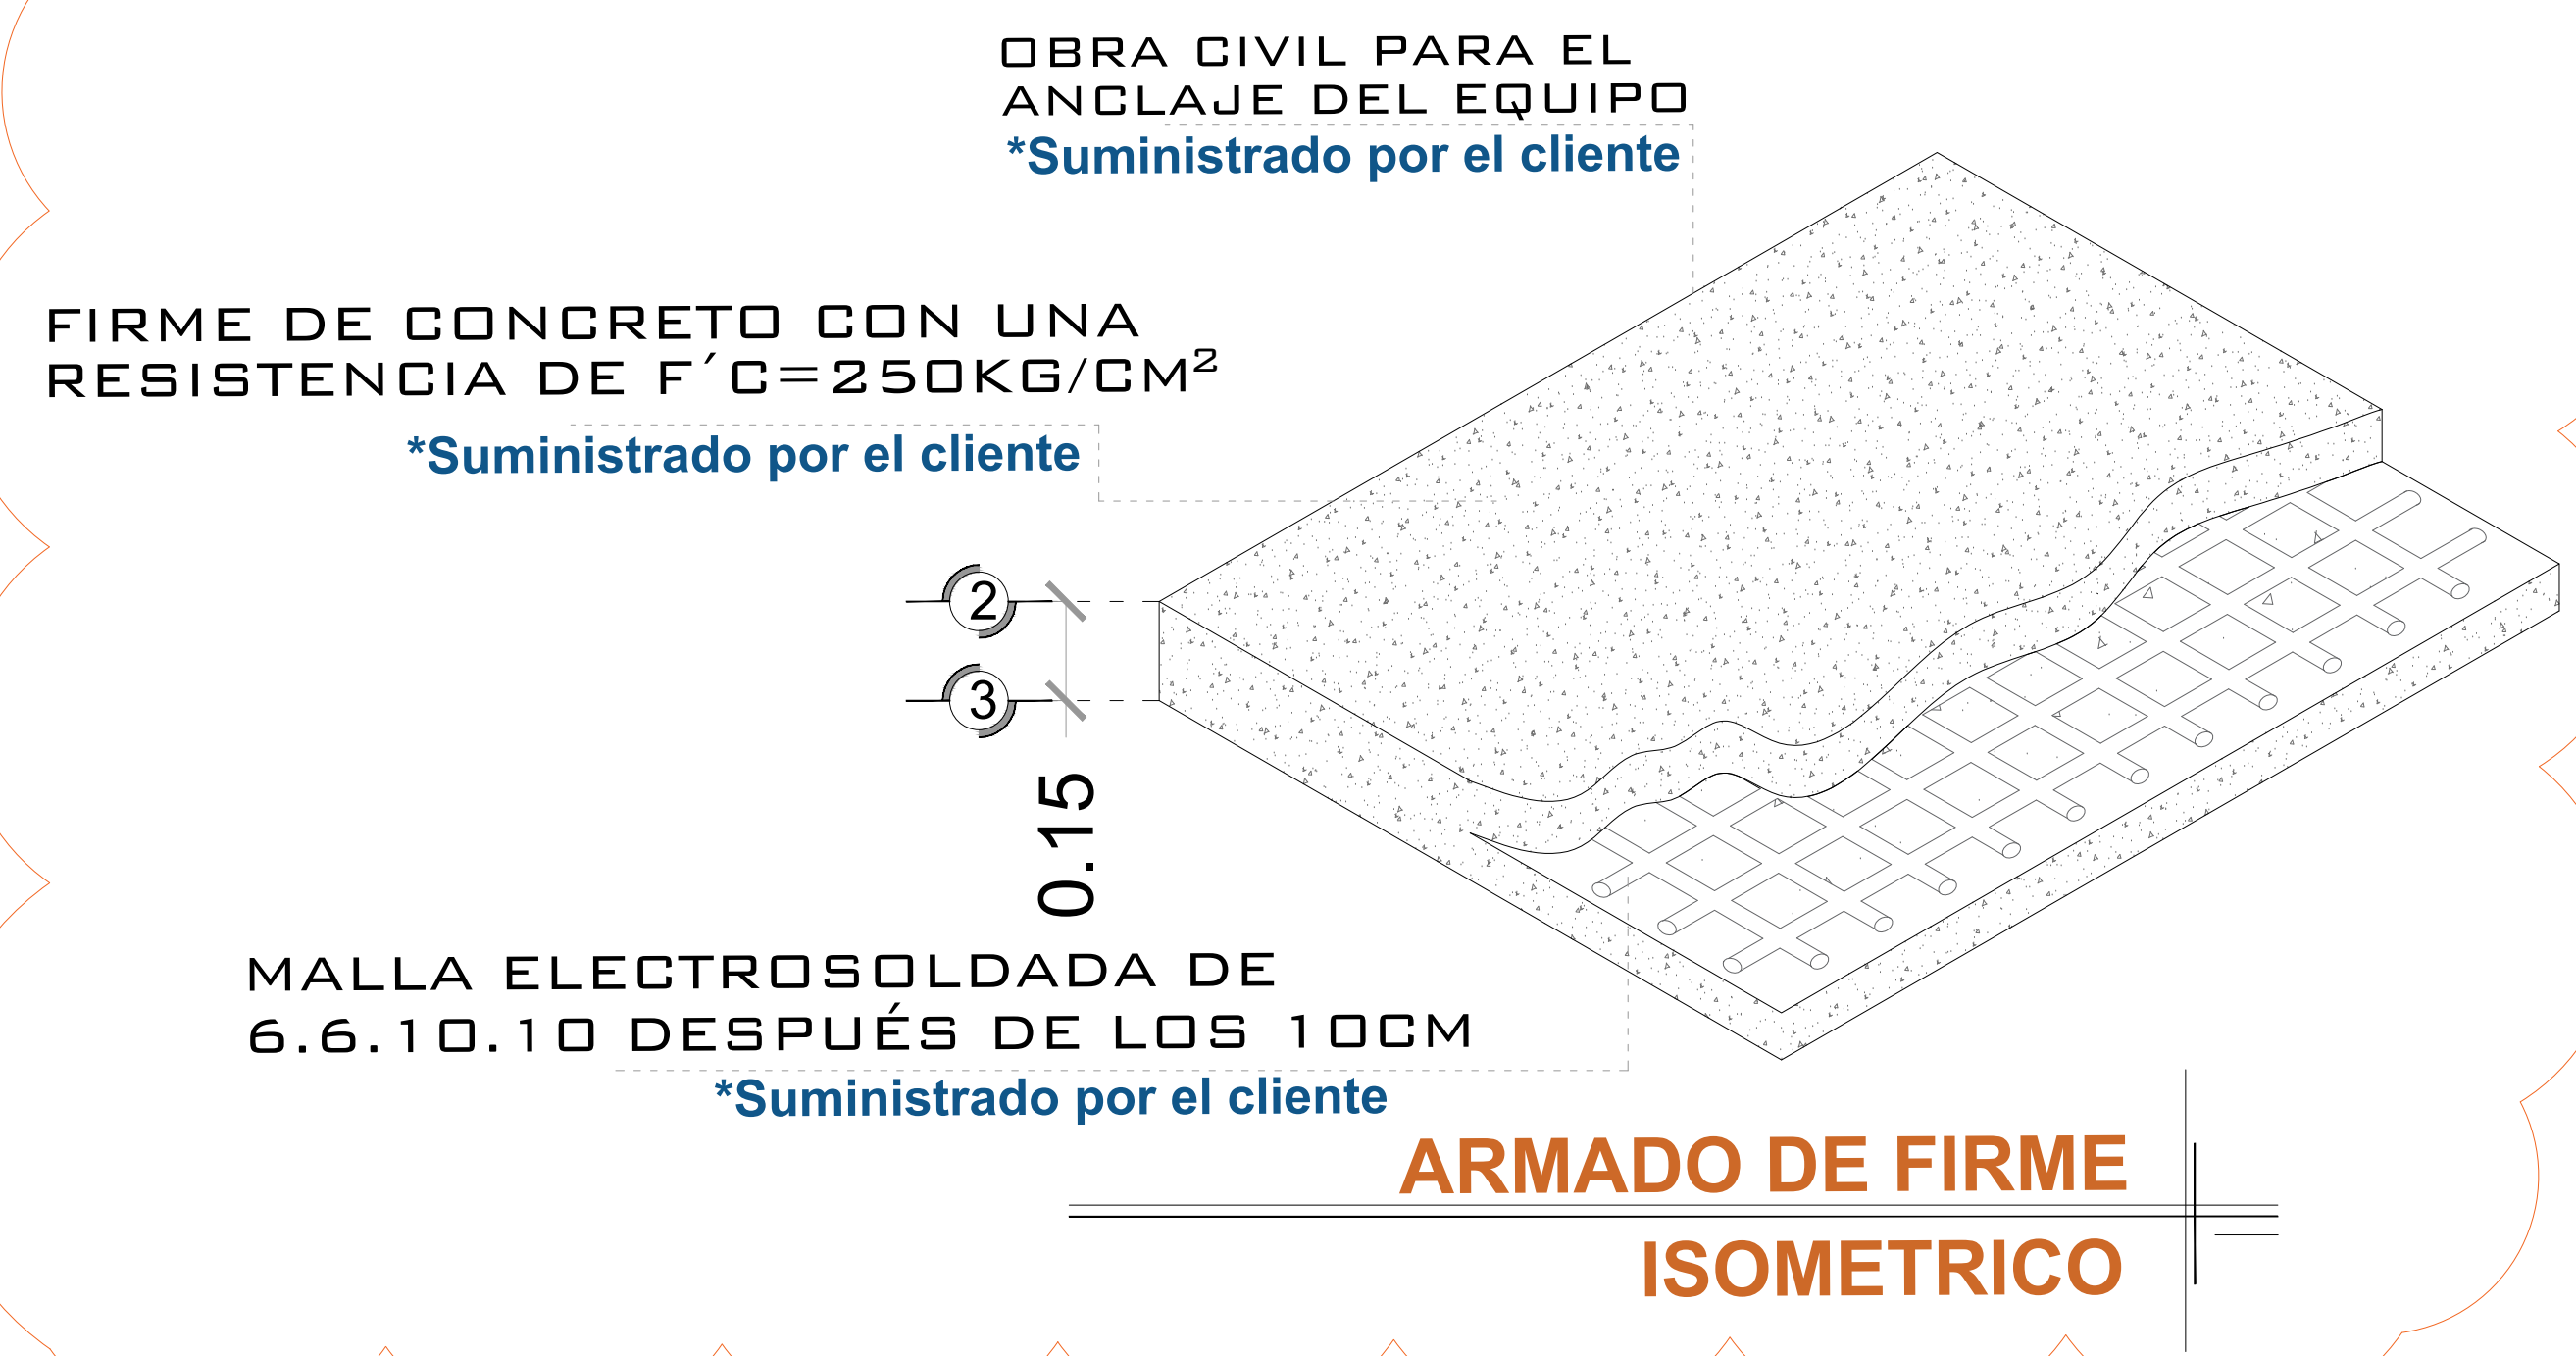 OBRA CIVIL PARA EL
ANCLAJE DEL EQUIPO
*Suministrado por el cliente
FIRME DE CONCRETO CON UNA
RESISTENCIA DE F´C=250KG/CM²
*Suministrado por el cliente
2
3
0.15
MALLA ELECTROSOLDADA DE
6.6.10.10 DESPUÉS DE LOS 10CM
*Suministrado por el cliente
ARMADO DE FIRME
ISOMETRICO